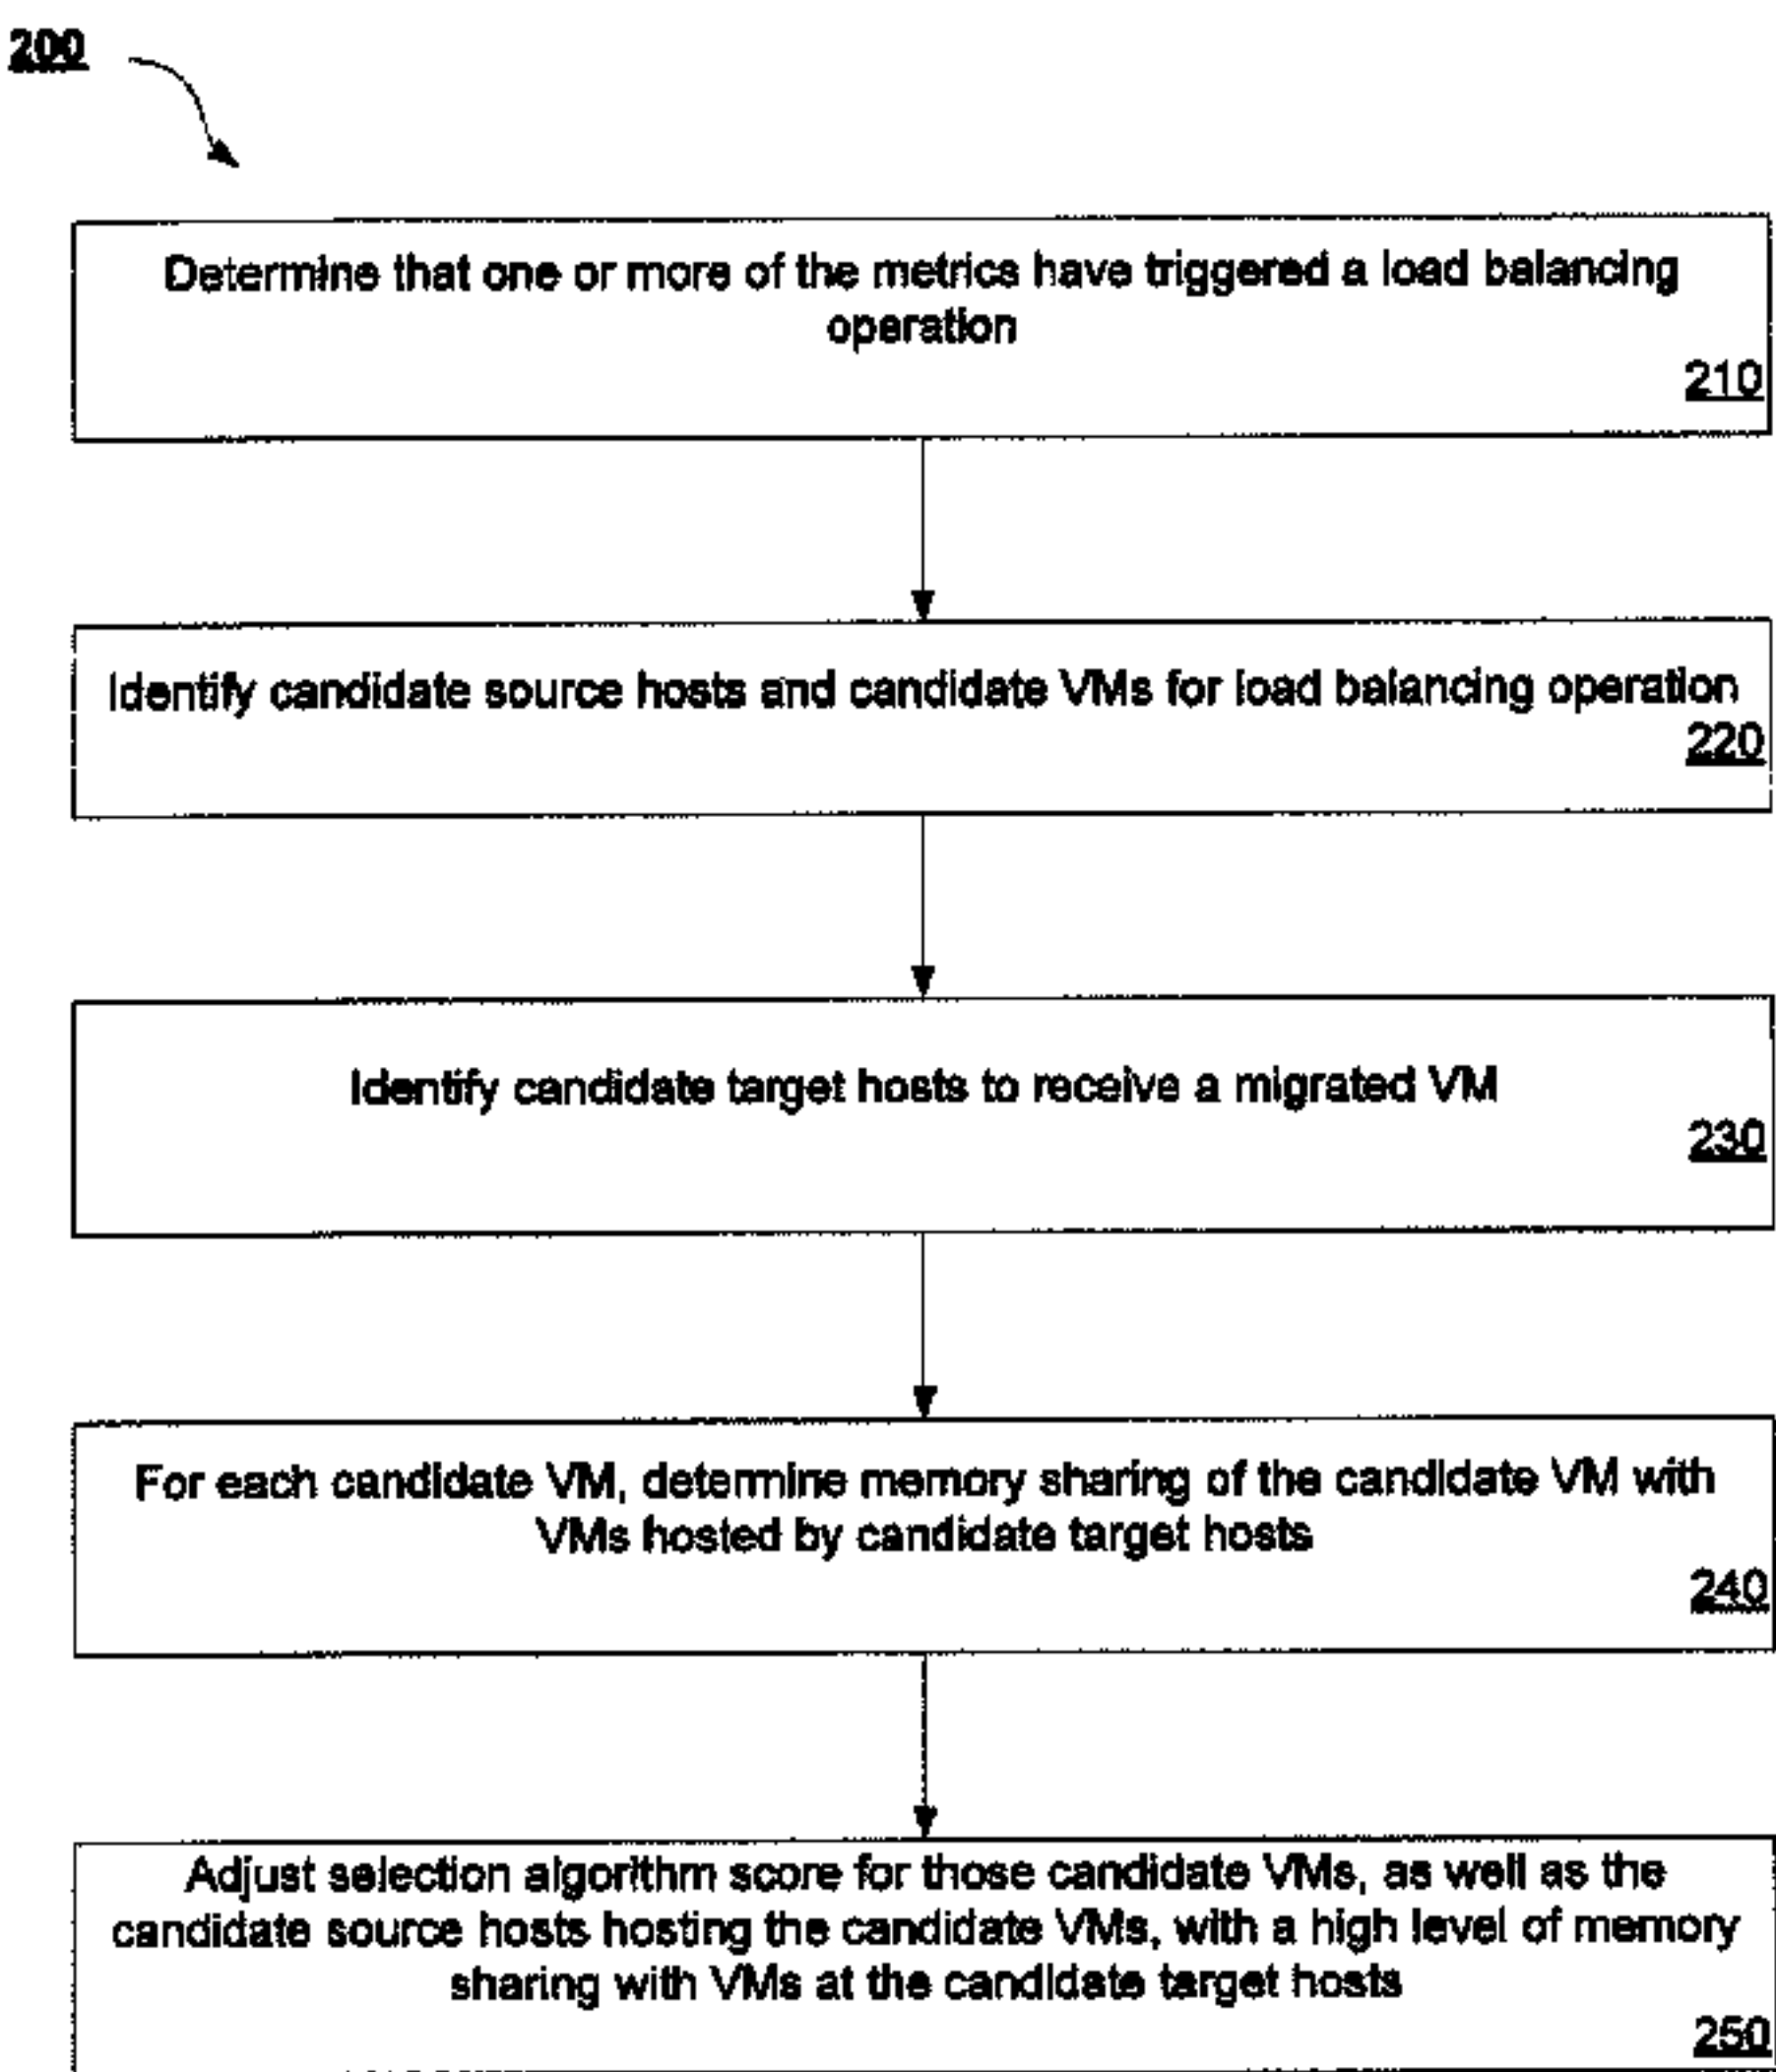 200
Determine that one or more of the metrics have triggered a load balancing
operation
210
Identify candidate source hosts and candidate VMs for load balancing operation
220
Identify candidate target hosts to receive a migrated VM
230
For each candidate VM, determine memory sharing of the candidate VM with
VMs hosted by candidate target hosts
240
Adjust selection algorithm score for those candidate VMs, as well as the
candidate source hosts hosting the candidate VMs, with a high level of memory
sharing with VMs at the candidate target hosts
250